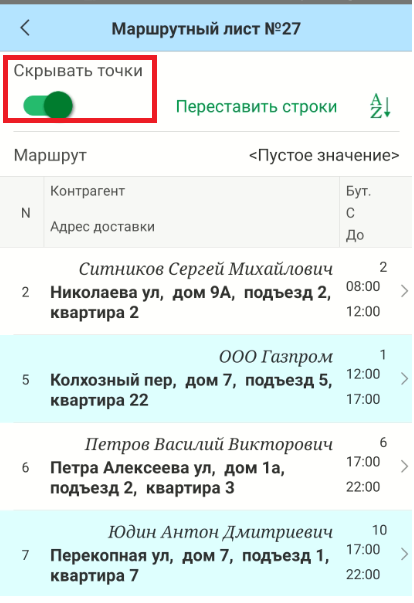 Маршрутный лист №27
Скрывать точки
Переставить строки
A
Z
Маршрут <Пустое значение>
N Контрагент Бут.
С
Адрес доставки До
Ситников Сергей Михайлович 2
2 Николаева ул, дом 9А, подъезд 2, 08:00
квартира 2 12:00
ООО Газпром 1
5 Колхозный пер, дом 7, подъезд 5, 12:00
квартира 22 17:00
Петров Василий Викторович 6
6 Петра Алексеева ул, дом 1а, 17:00
подъезд 2, квартира 3 22:00
Юдин Антон Дмитриевич 10
7 Перекопная ул, дом 7, подъезд 1, 17:00
квартира 7 22:00